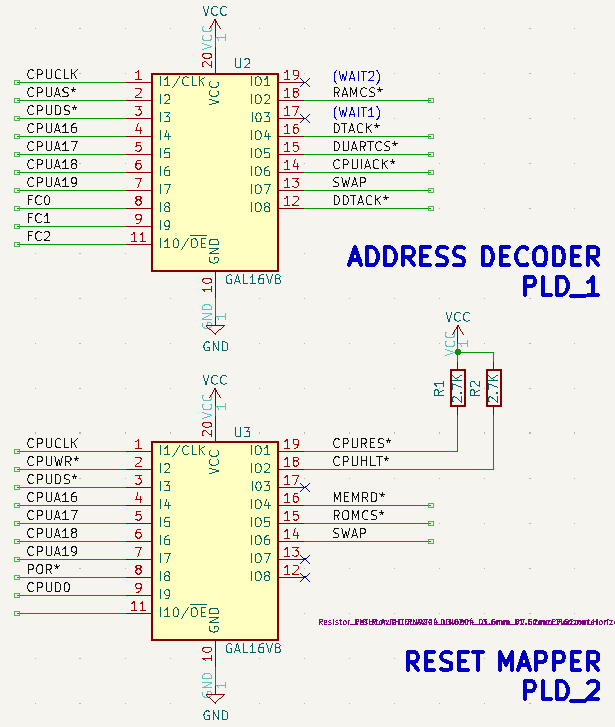 VCC
VCC 1
20
U2
CPUCLK 1 I1/CLK VCC IO1 19 (WAIT2)
CPUAS* 2 I2 IO2 18 RAMCS*
CPUDS* 3 I3 IO3 17 (WAIT1)
CPUA16 4 I4 IO4 16 DTACK*
CPUA17 5 I5 IO5 15 DUARTCS*
CPUA18 6 I6 IO6 14 CPUIACK*
CPUA19 7 I7 IO7 13 SWAP
FC0 8 I8 IO8 12 DDTACK*
FC1 9 I9
FC2 11 I10/OE
GND
10 GAL16V8
GND 1
GND
ADDRESS DECODER
PLD_1
VCC
VCC 1
R1 2.7K R2 2.7K
VCC
VCC 1
20
U3
CPUCLK 1 I1/CLK VCC IO1 19 CPURES*
CPUWR* 2 I2 IO2 18 CPUHLT*
CPUDS* 3 I3 IO3 17
CPUA16 4 I4 IO4 16 MEMRD*
CPUA17 5 I5 IO5 15 ROMCS*
CPUA18 6 I6 IO6 14 SWAP
CPUA19 7 I7 IO7 13
POR* 8 I8 IO8 12
CPUD0 9 I9
11 I10/OE
GND
10 GAL16V8
GND 1
GND
RESET MAPPER
PLD_2